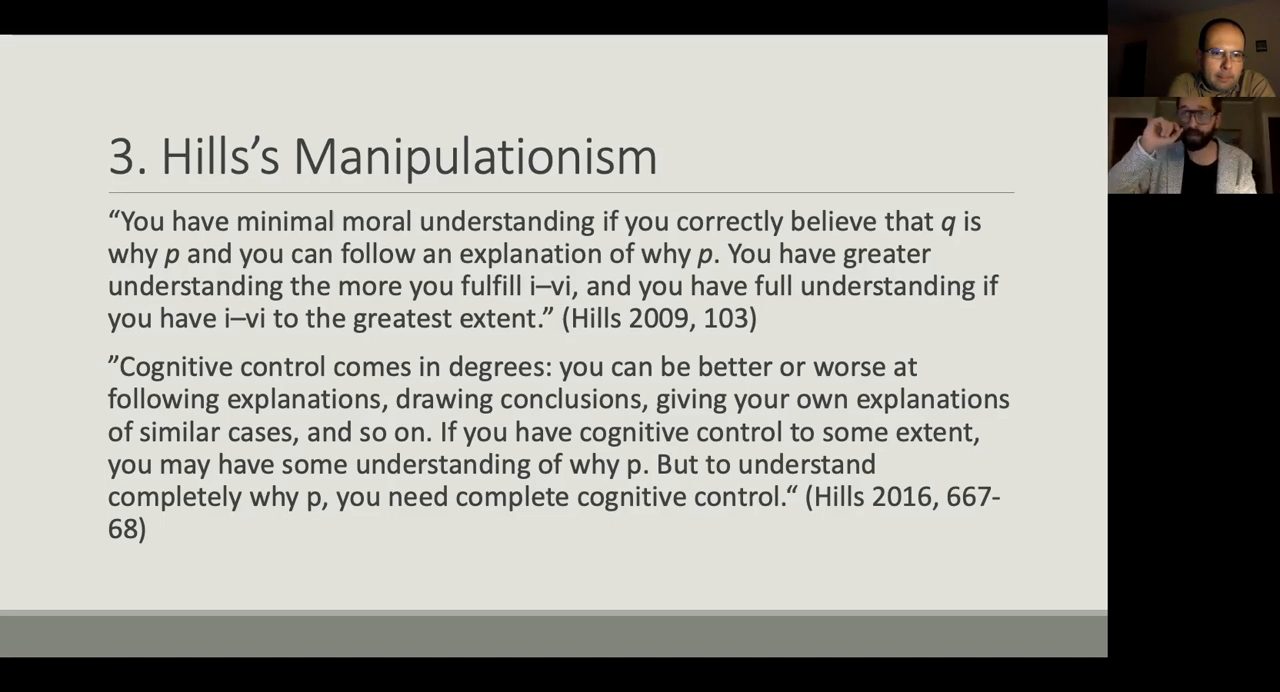 3. Hills’s Manipulationism
“You have minimal moral understanding if you correctly believe that q is
why p and you can follow an explanation of why p. You have greater
understanding the more you fulfill i–vi, and you have full understanding if
you have i–vi to the greatest extent.” (Hills 2009, 103)
”Cognitive control comes in degrees: you can be better or worse at
following explanations, drawing conclusions, giving your own explanations
of similar cases, and so on. If you have cognitive control to some extent,
you may have some understanding of why p. But to understand
completely why p, you need complete cognitive control.“ (Hills 2016, 667-
68)